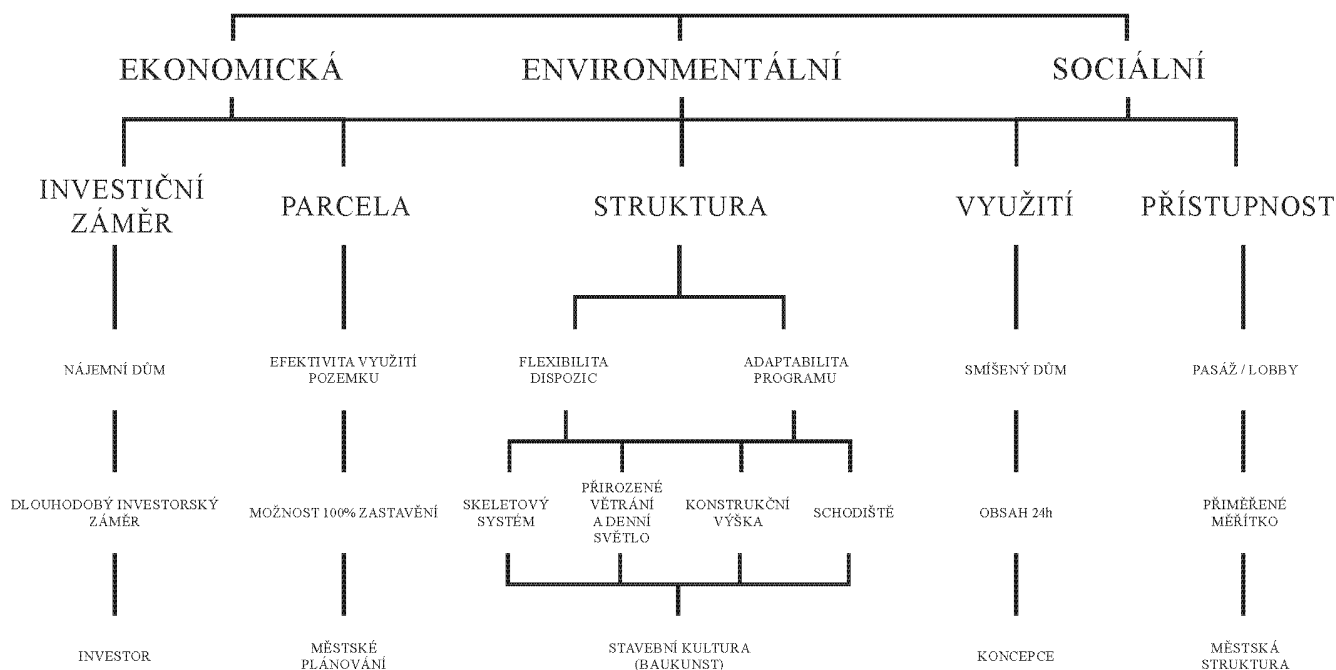 EKONOMICKÁ
ENVIRONMENTÁLNÍ
SOCIÁLNÍ
INVESTIČNÍ
ZÁMĚR
PARCELA
STRUKTURA
VYUŽITÍ
PŘÍSTUPNOST
NÁJEMNÍ DŮM
EFEKTIVITA VYUŽITÍ
POZEMKU
FLEXIBILITA
DISPOZIC
ADAPTABILITA
PROGRAMU
SMÍŠENÝ DŮM
PASÁŽ / LOBBY
DLOUHODOBÝ INVESTORSKÝ
ZÁMĚR
MOŽNOST 100% ZASTAVĚNÍ
SKELETOVÝ
SYSTÉM
PŘIROZENÉ
VĚTRÁNÍ
A DENNÍ
SVĚTLO
KONSTRUKČNÍ
VÝŠKA
SCHODIŠTĚ
OBSAH 24h
PŘIMĚŘENÉ
MĚŘÍTKO
INVESTOR
MĚSTSKÉ
PLÁNOVÁNÍ
STAVEBNÍ KULTURA
(BAUKUNST)
KONCEPCE
MĚSTSKÁ
STRUKTURA